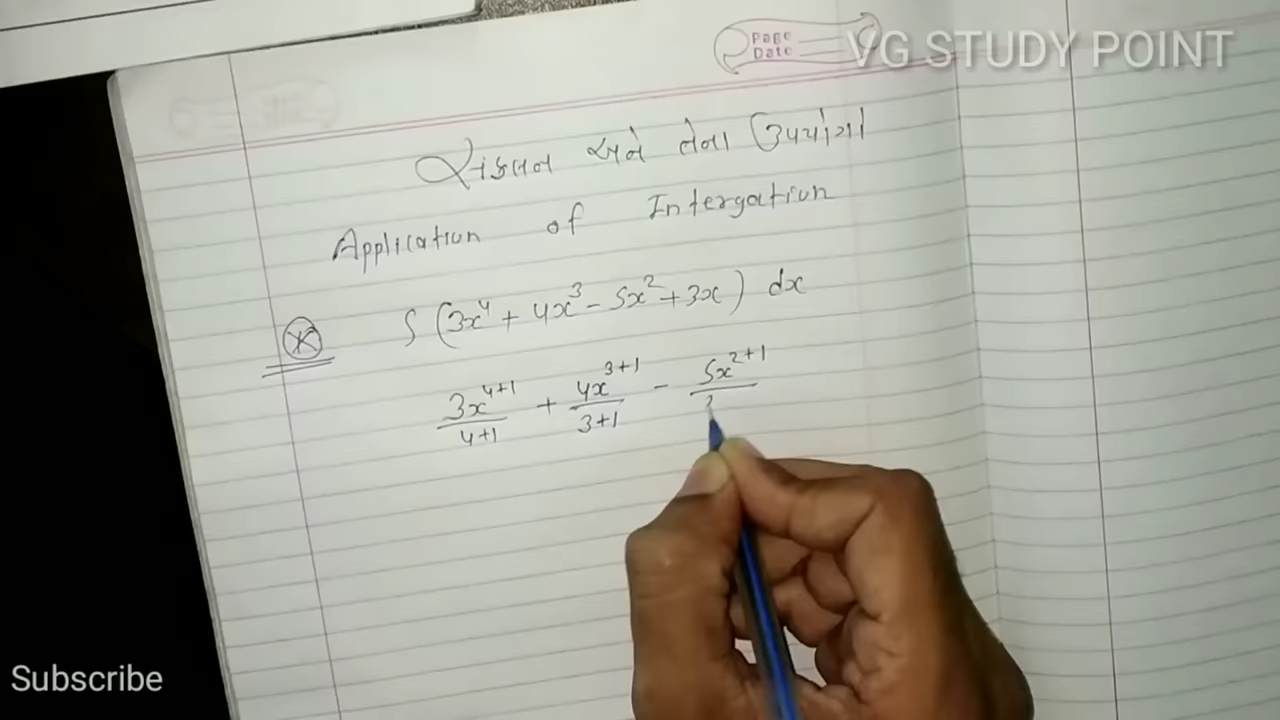 Page
Date
VG STUDY POINT
સંકલન અને તેના ઉપયોગો
Application of Intergation
∫ (3x⁴ + 4x³ - 5x² + 3x) dx
3x⁴⁺¹/4+1 + 4x³⁺¹/3+1 - 5x²⁺¹/
Subscribe